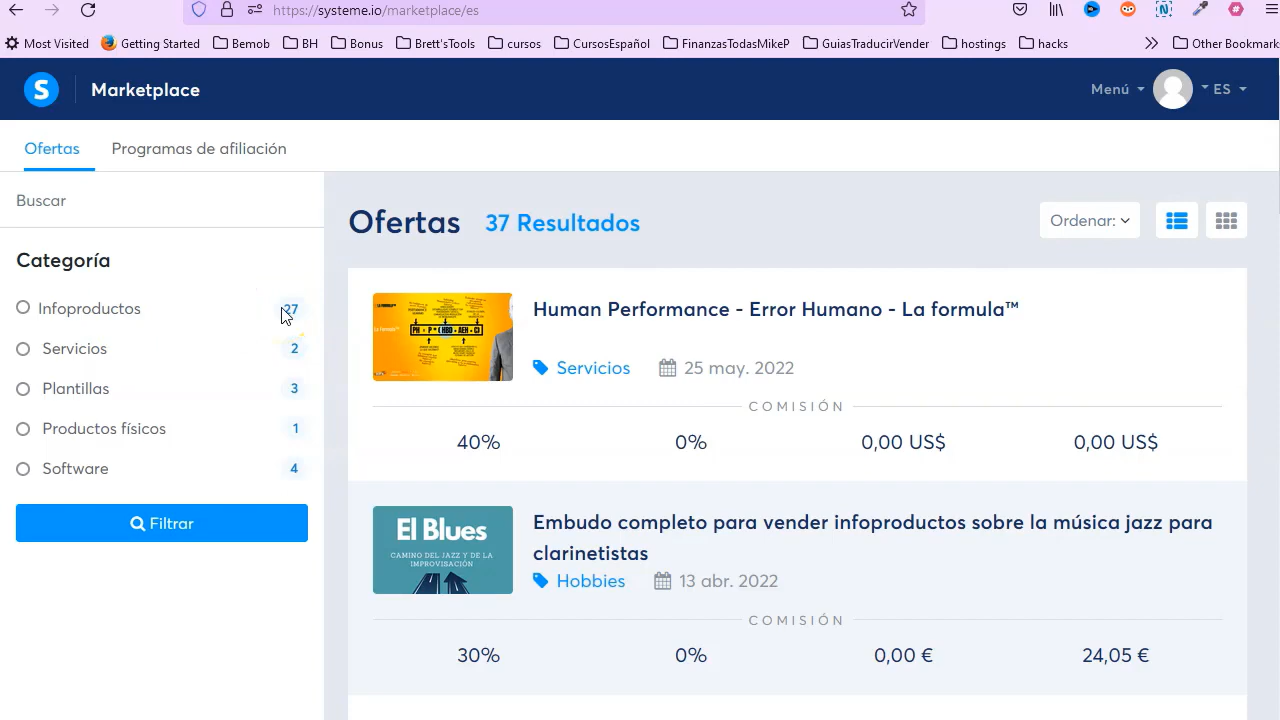 https://systeme.io/marketplace/es
Most Visited
Getting Started
Bemob
BH
Bonus
Brett'sTools
cursos
CursosEspañol
FinanzasTodasMikeP
GuiasTraducirVender
hostings
hacks
Other Bookmark
S
Marketplace
Menú
ES
Ofertas
Programas de afiliación
Buscar
Categoría
Infoproductos 27
Servicios 2
Plantillas 3
Productos físicos 1
Software 4
Filtrar
Ofertas 37 Resultados
Ordenar:
Human Performance - Error Humano - La formula™
Servicios 25 may. 2022
COMISIÓN
40% 0% 0,00 US$ 0,00 US$
El Blues
CAMINO DEL JAZZ Y DE LA
IMPROVISACIÓN
Embudo completo para vender infoproductos sobre la música jazz para
clarinetistas
Hobbies 13 abr. 2022
COMISIÓN
30% 0% 0,00 € 24,05 €